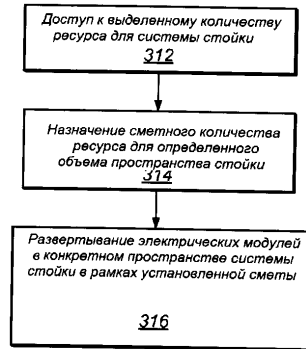 Доступ к выделенному количеству
ресурса для системы стойки
312
Назначение сметного количества
ресурса для определенного
объема пространства стойки
314
Развертывание электрических модулей
в конкретном пространстве системы
стойки в рамках установленной сметы
316